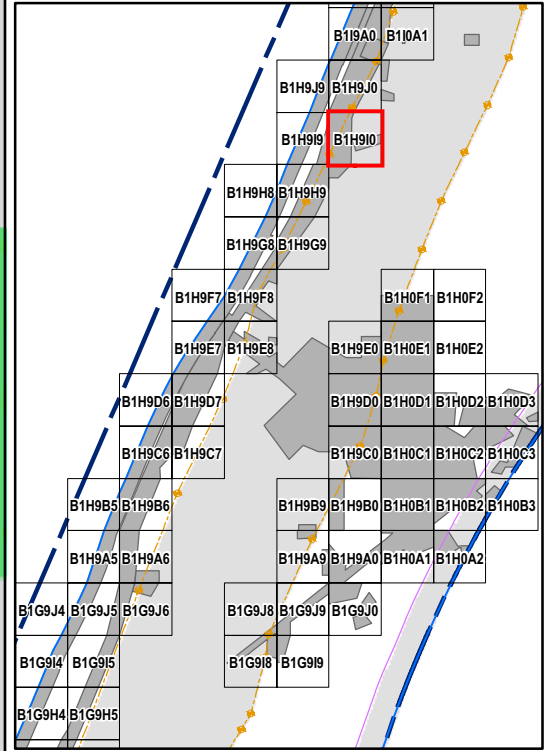 B1I9A0 B1I0A1
B1H9J9 B1H9J0
B1H9I9 B1H9I0
B1H9H8 B1H9H9
B1H9G8 B1H9G9
B1H9F7 B1H9F8 B1H0F1 B1H0F2
B1H9E7 B1H9E8 B1H9E0 B1H0E1 B1H0E2
B1H9D6 B1H9D7 B1H9D0 B1H0D1 B1H0D2 B1H0D3
B1H9C6 B1H9C7 B1H9C0 B1H0C1 B1H0C2 B1H0C3
B1H9B5 B1H9B6 B1H9B9 B1H9B0 B1H0B1 B1H0B2 B1H0B3
B1H9A5 B1H9A6 B1H9A9 B1H9A0 B1H0A1 B1H0A2
B1G9J4 B1G9J5 B1G9J6 B1G9J8 B1G9J9 B1G9J0
B1G9I4 B1G9I5 B1G9I8 B1G9I9
B1G9H4 B1G9H5